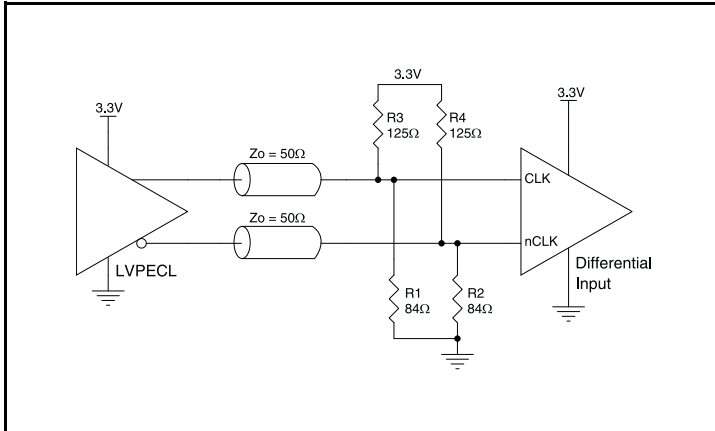 3.3V
3.3V
3.3V
R3
125Ω
R4
125Ω
Zo = 50Ω
CLK
Zo = 50Ω
nCLK
LVPECL
Differential
Input
R1
84Ω
R2
84Ω